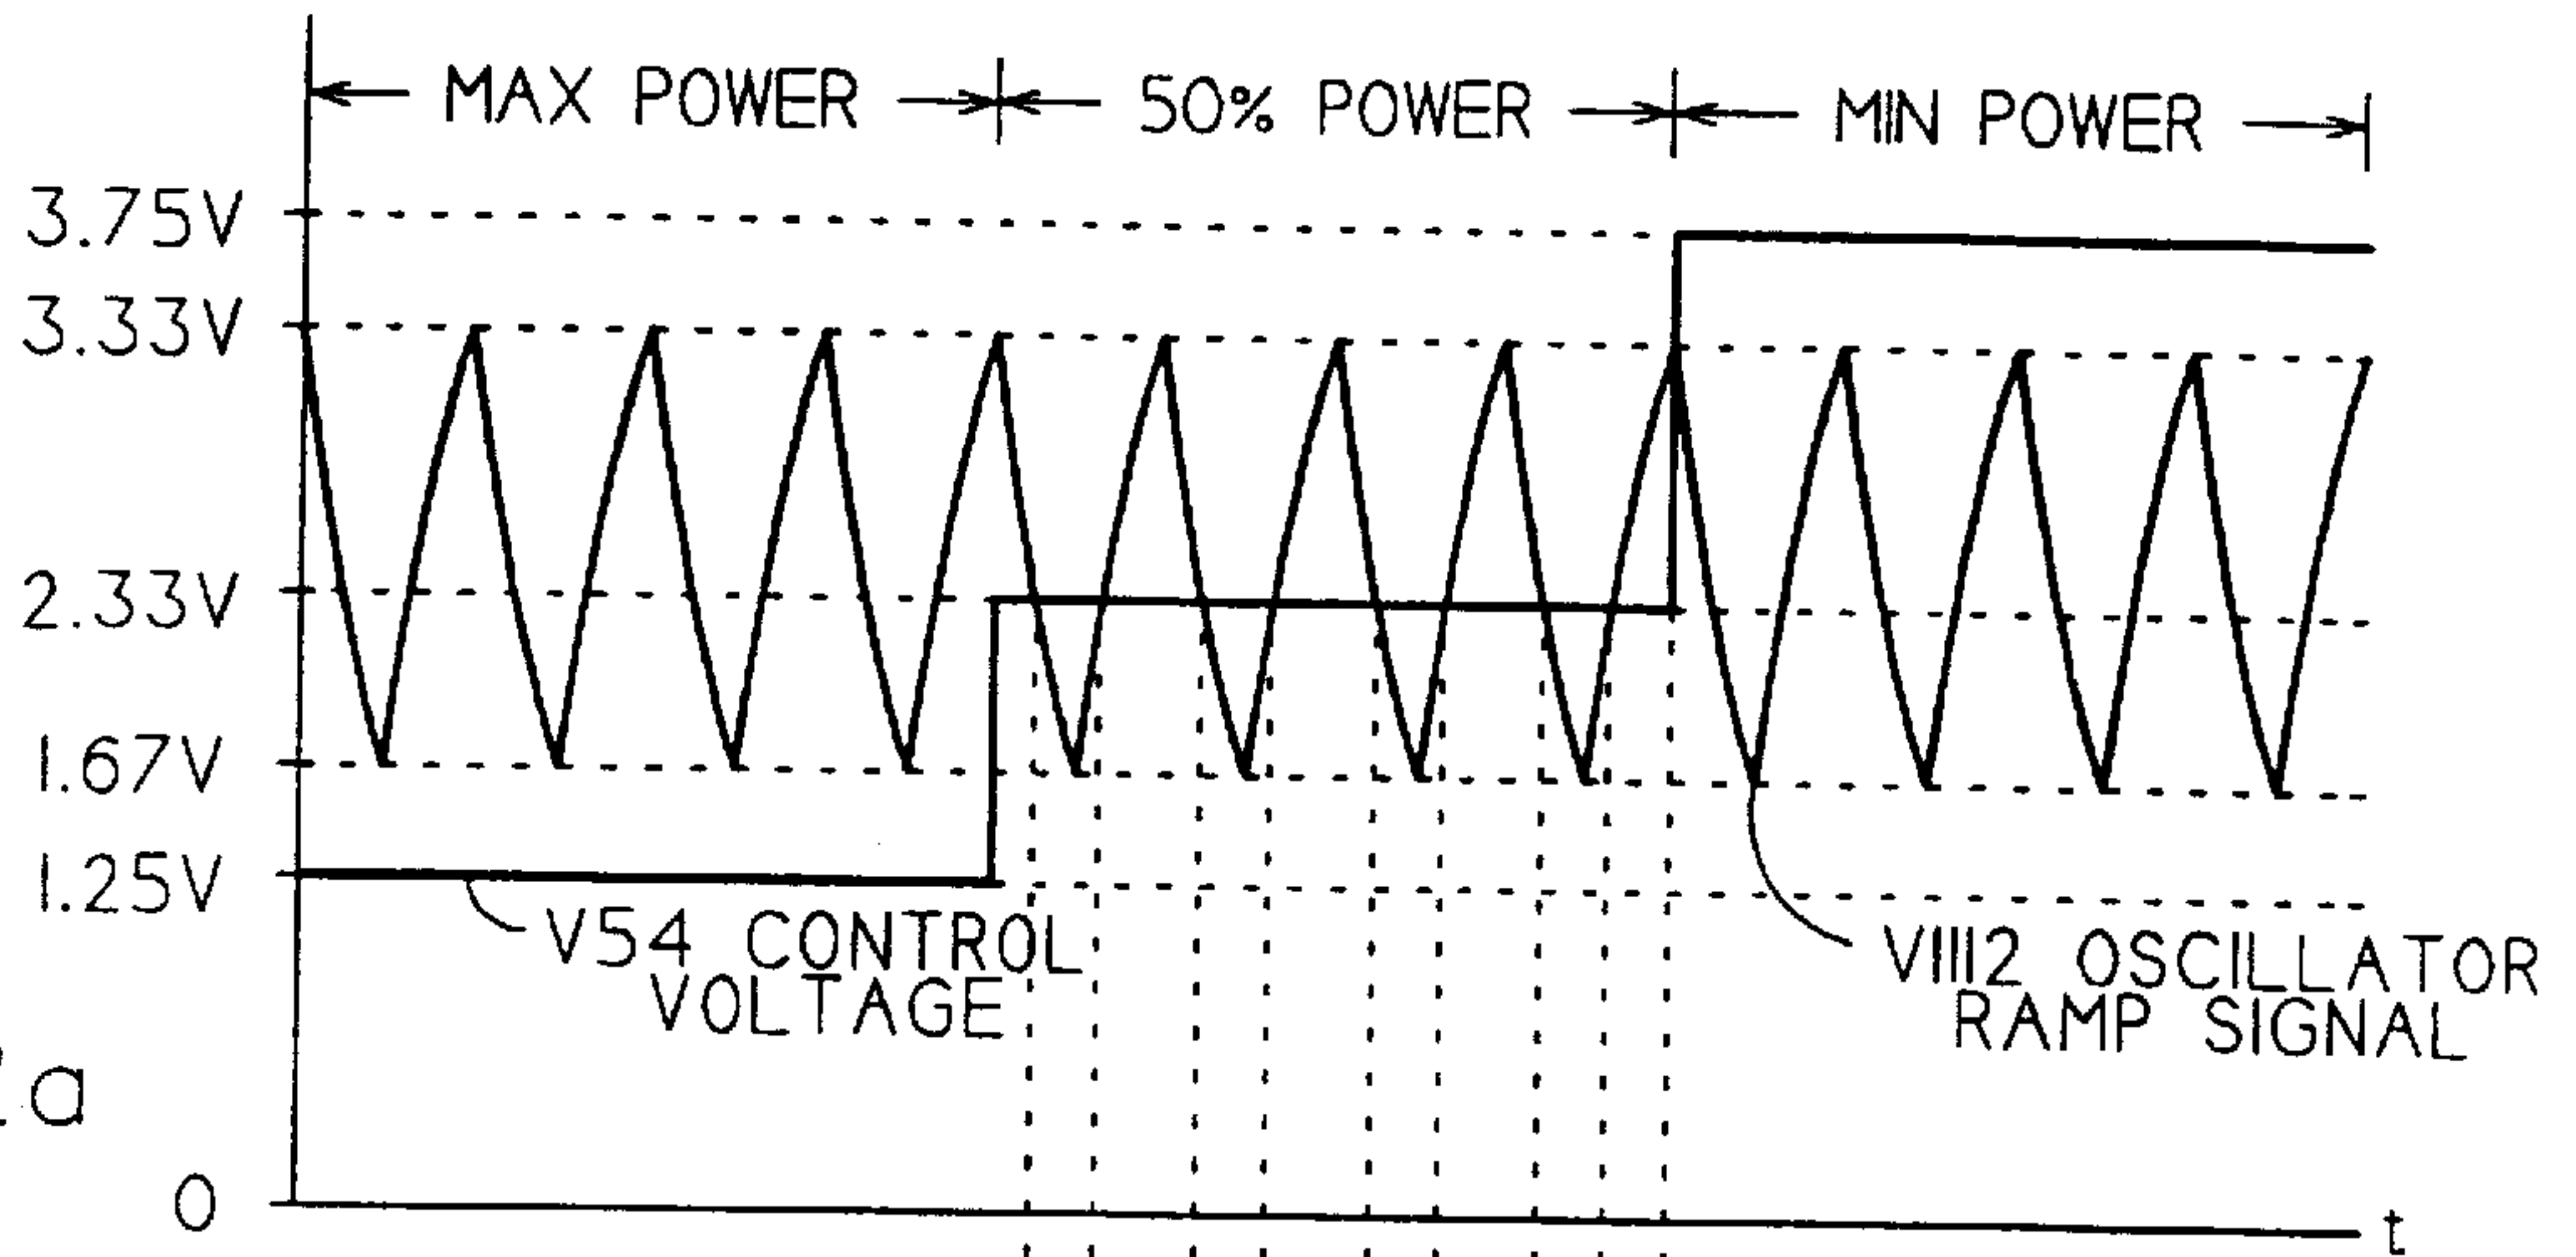 MAX POWER
50% POWER
MIN POWER
3.75V
3.33V
2.33V
1.67V
1.25V
V54 CONTROL
VOLTAGE
V1112 OSCILLATOR
RAMP SIGNAL
a
0
t